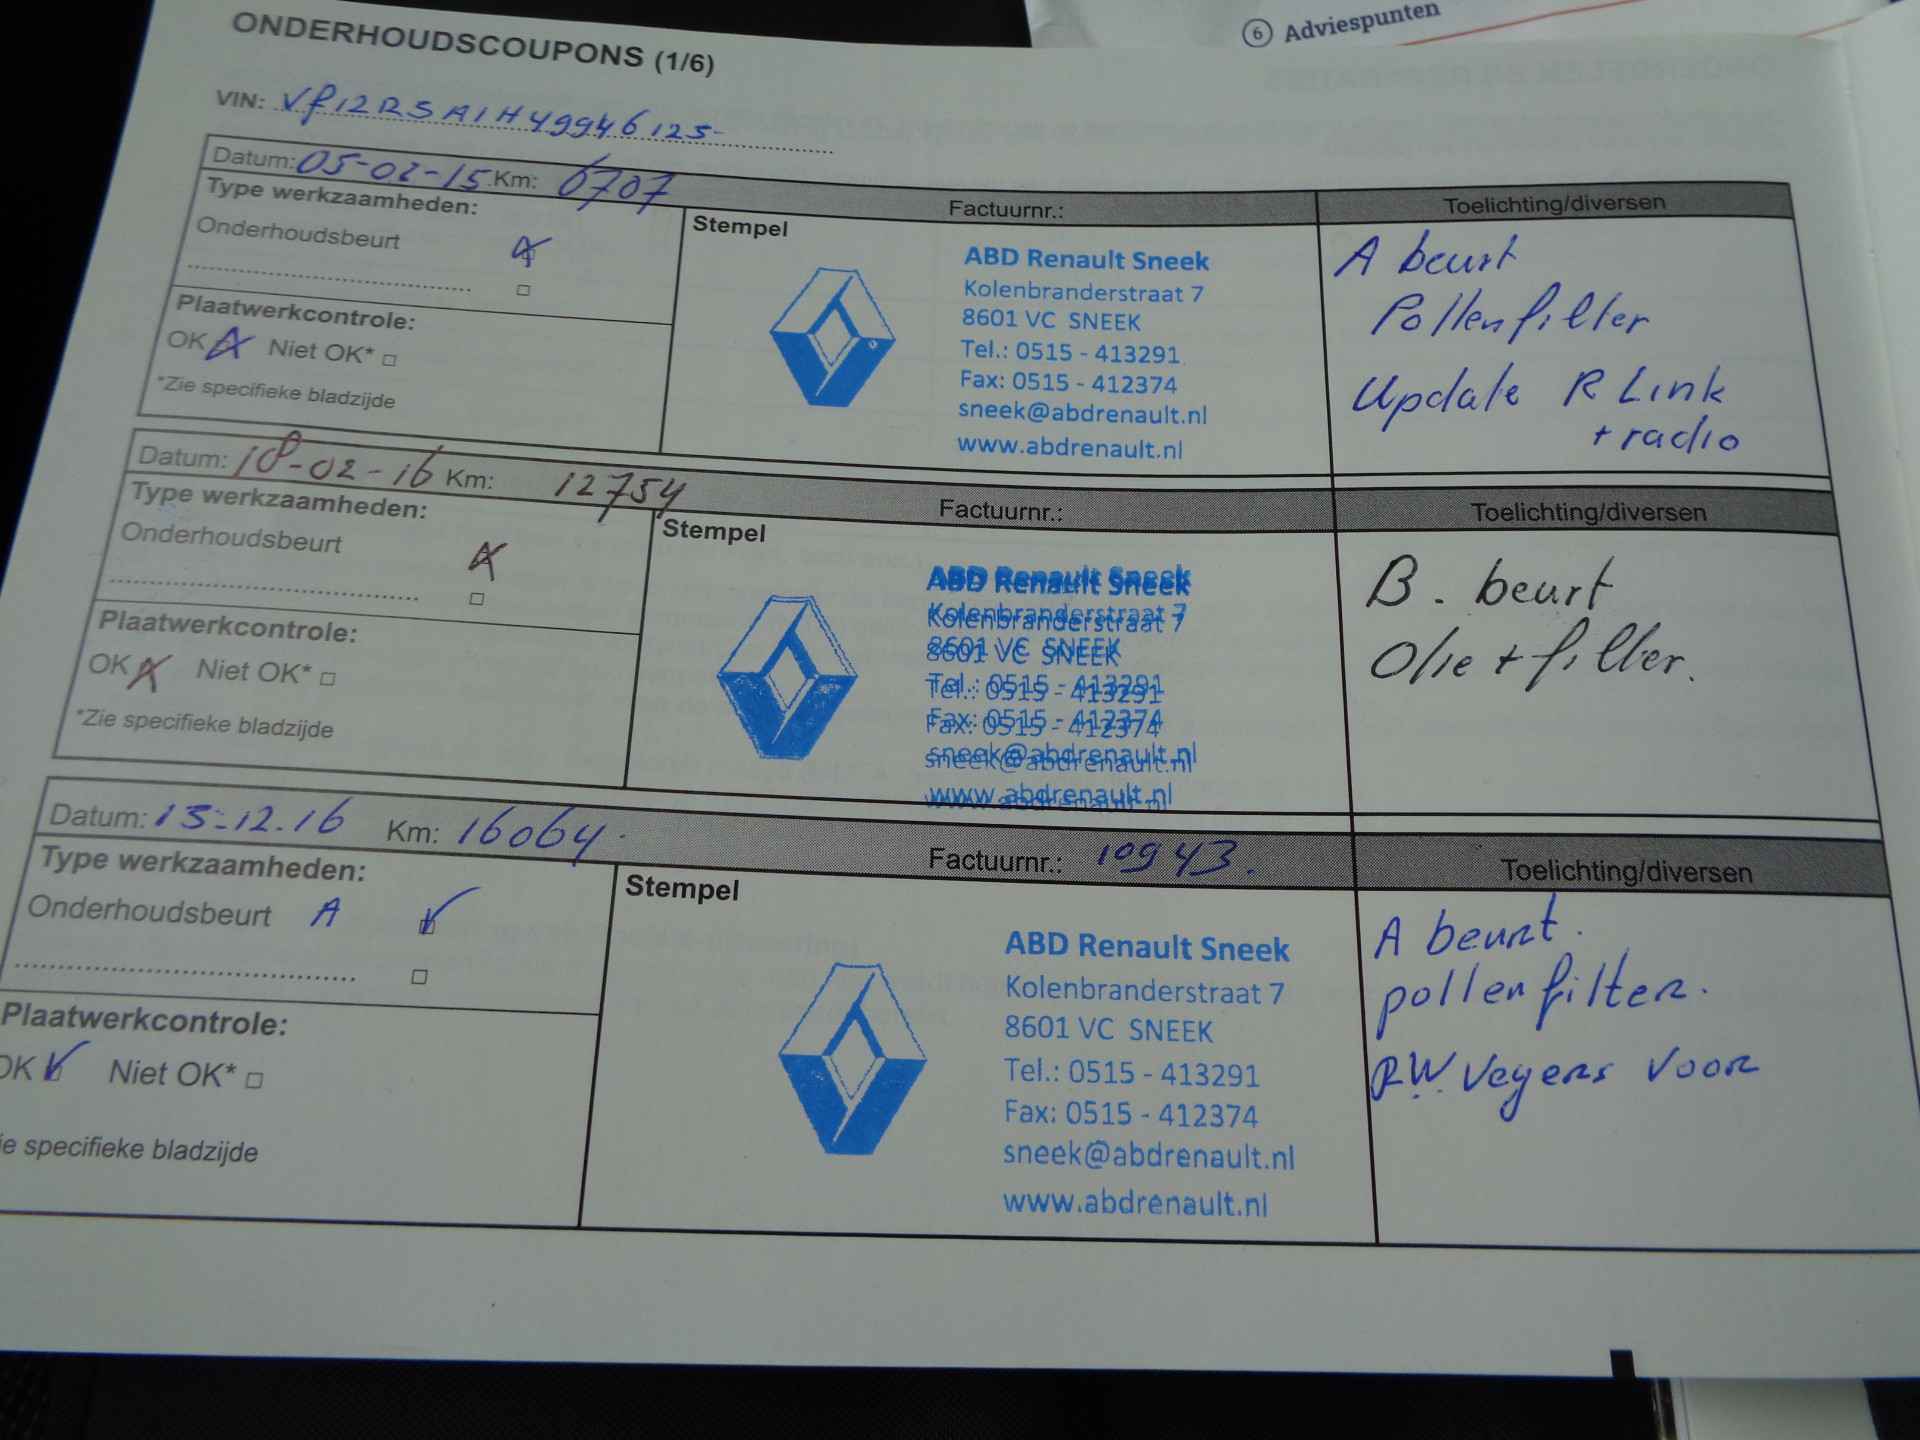 6 Adviespunten
ONDERHOUDSCOUPONS (1/6)
VIN: Vf12R5A1H49946125
Datum: 05-02-15 Km: 6707 Factuurnr.: Toelichting/diversen
Type werkzaamheden:
Onderhoudsbeurt
Plaatwerkcontrole:
OK Niet OK*
*Zie specifieke bladzijde
Stempel
ABD Renault Sneek
Kolenbranderstraat 7
8601 VC SNEEK
Tel.: 0515 - 413291
Fax: 0515 - 412374
sneek@abdrenault.nl
www.abdrenault.nl
A beurt
Pollenfilter
Update R Link
+ radio
Datum: 18-02-16 Km: 12754 Factuurnr.: Toelichting/diversen
Type werkzaamheden:
Onderhoudsbeurt
Plaatwerkcontrole:
OK Niet OK*
*Zie specifieke bladzijde
Stempel
ABD Renault Sneek
Kolenbranderstraat 7
8601 VC SNEEK
Tel.: 0515 - 413291
Fax: 0515 - 412374
sneek@abdrenault.nl
www.abdrenault.nl
B. beurt
Olie + filter.
Datum: 15-12.16 Km: 16064. Factuurnr.: 10943. Toelichting/diversen
Type werkzaamheden:
Onderhoudsbeurt A
Plaatwerkcontrole:
OK Niet OK*
ie specifieke bladzijde
Stempel
ABD Renault Sneek
Kolenbranderstraat 7
8601 VC SNEEK
Tel.: 0515 - 413291
Fax: 0515 - 412374
sneek@abdrenault.nl
www.abdrenault.nl
A beurt.
pollenfilter.
R.W. Veyers voor